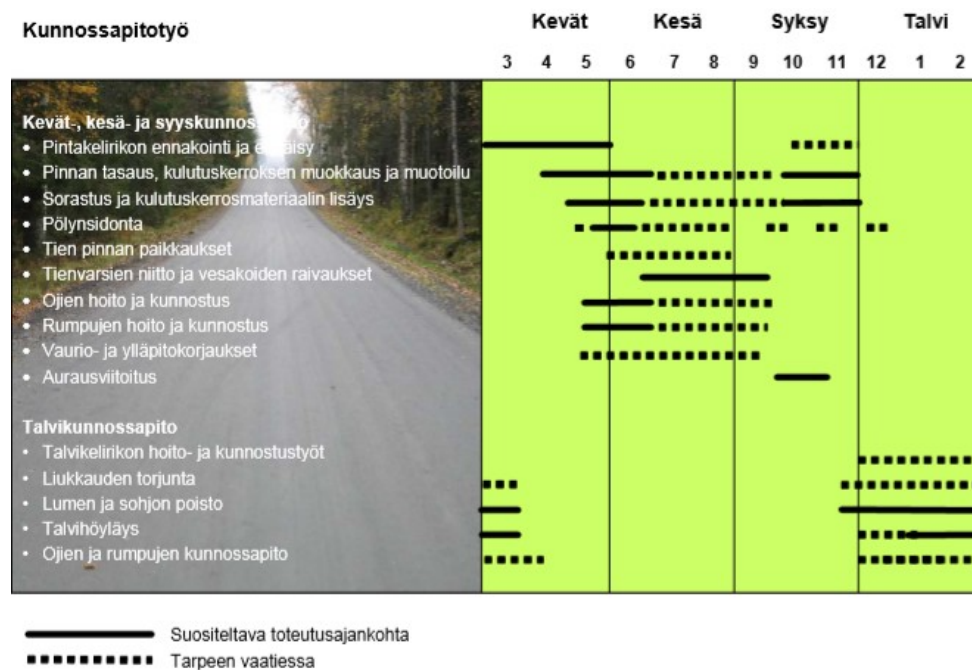 Kunnossapitotyö
Kevät Kesä Syksy Talvi
3 4 5 6 7 8 9 10 11 12 1 2
Kevät-, kesä- ja syyskunnos
• Pintakelirikon ennakointi ja
• Pinnan tasaus, kulutuskerroksen muokkaus ja muotoilu
• Sorastus ja kulutuskerrosmateriaalin lisäys
• Pölynsidonta
• Tien pinnan paikkaukset
• Tienvarsien niitto ja vesakoiden raivaukset
• Ojien hoito ja kunnostus
• Rumpujen hoito ja kunnostus
• Vaurio- ja ylläpitokorjaukset
• Aurausviitoitus
Talvikunnossapito
• Talvikelirikon hoito- ja kunnostustyöt
• Liukkauden torjunta
• Lumen ja sohjon poisto
• Talvihöyläys
• Ojien ja rumpujen kunnossapito
Suositeltava toteutusajankohta
Tarpeen vaatiessa